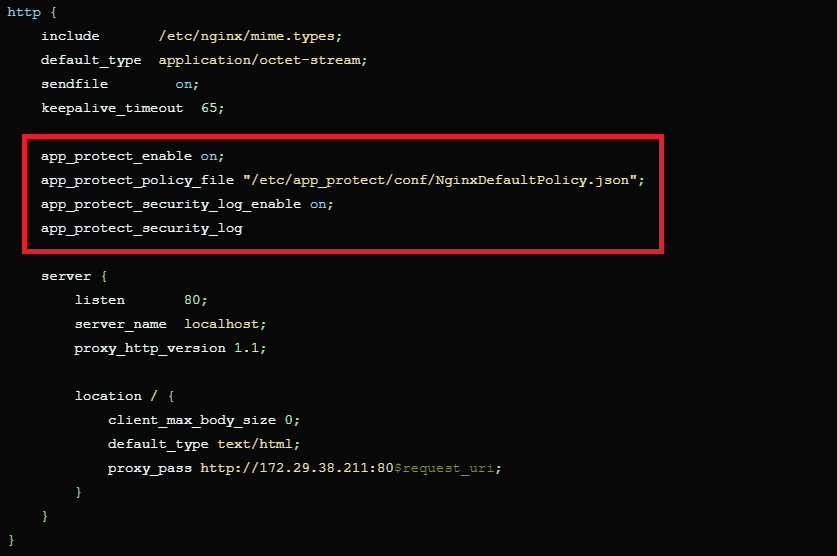 http {
include /etc/nginx/mime.types;
default_type application/octet-stream;
sendfile on;
keepalive_timeout 65;
app_protect_enable on;
app_protect_policy_file "/etc/app_protect/conf/NginxDefaultPolicy.json";
app_protect_security_log_enable on;
app_protect_security_log
server {
listen 80;
server_name localhost;
proxy_http_version 1.1;
location / {
client_max_body_size 0;
default_type text/html;
proxy_pass http://172.29.38.211:80$request_uri;
}
}
}